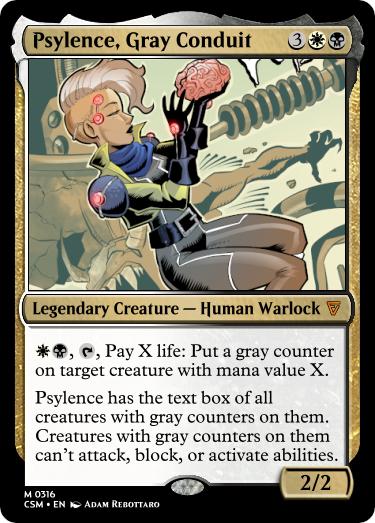 Psylence, Gray Conduit 3
Legendary Creature — Human Warlock
, , Pay X life: Put a gray counter
on target creature with mana value X.
Psylence has the text box of all
creatures with gray counters on them.
Creatures with gray counters on them
can't attack, block, or activate abilities.
2/2
M 0316
CSM • EN Adam Rebottaro